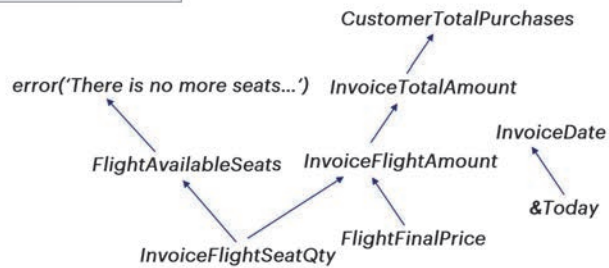 CustomerTotalPurchases
error('There is no more seats...')
InvoiceTotalAmount
InvoiceDate
FlightAvailableSeats
InvoiceFlightAmount
&Today
FlightFinalPrice
InvoiceFlightSeatQty